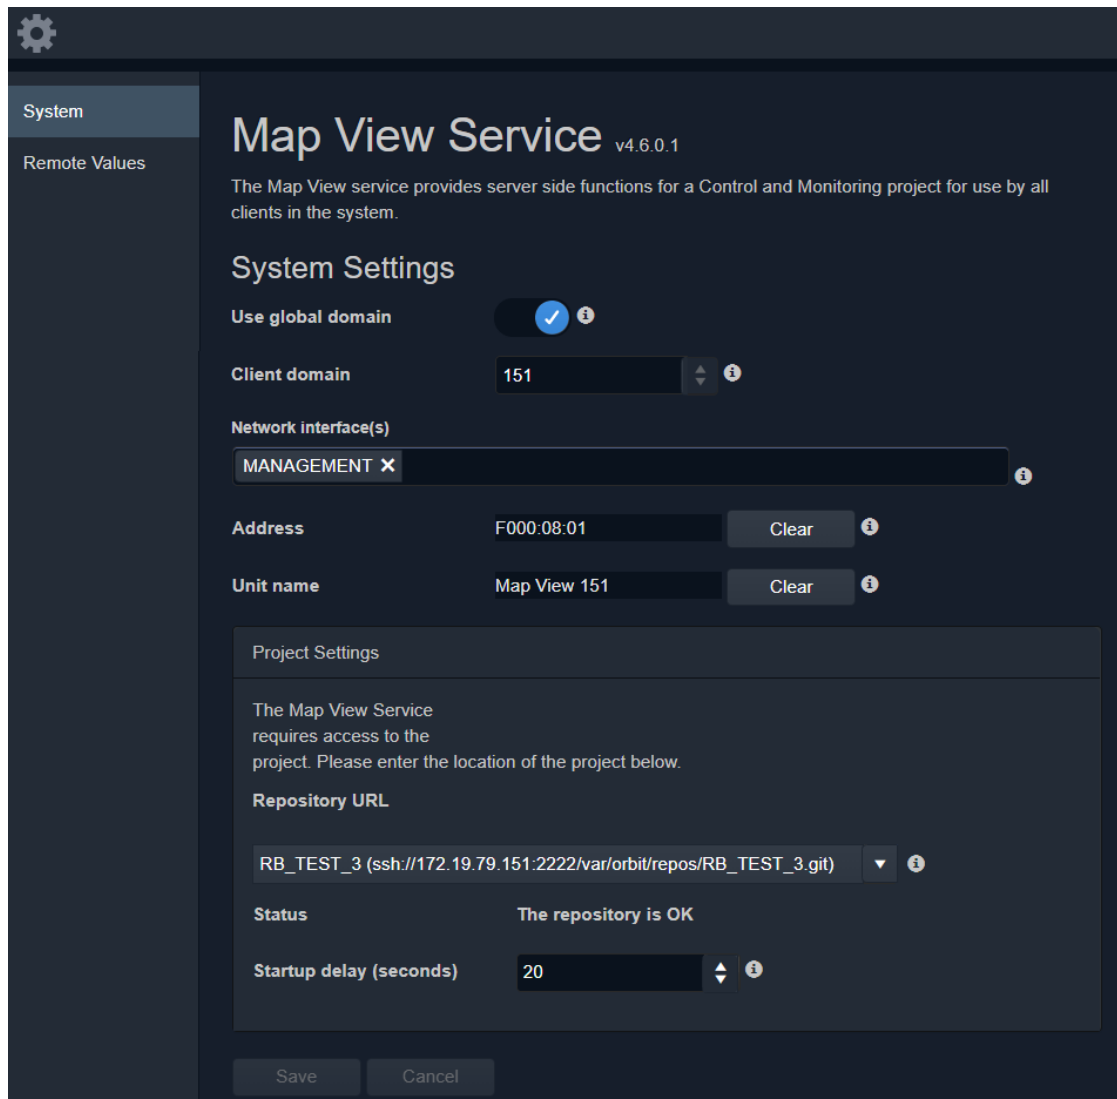 System
Remote Values
Map View Service v4.6.0.1
The Map View service provides server side functions for a Control and Monitoring project for use by all
clients in the system.
System Settings
Use global domain
Client domain 151
Network interface(s)
MANAGEMENT
Address F000:08:01 Clear
Unit name Map View 151 Clear
Project Settings
The Map View Service
requires access to the
project. Please enter the location of the project below.
Repository URL
RB_TEST_3 (ssh://172.19.79.151:2222/var/orbit/repos/RB_TEST_3.git)
Status The repository is OK
Startup delay (seconds) 20
Save Cancel